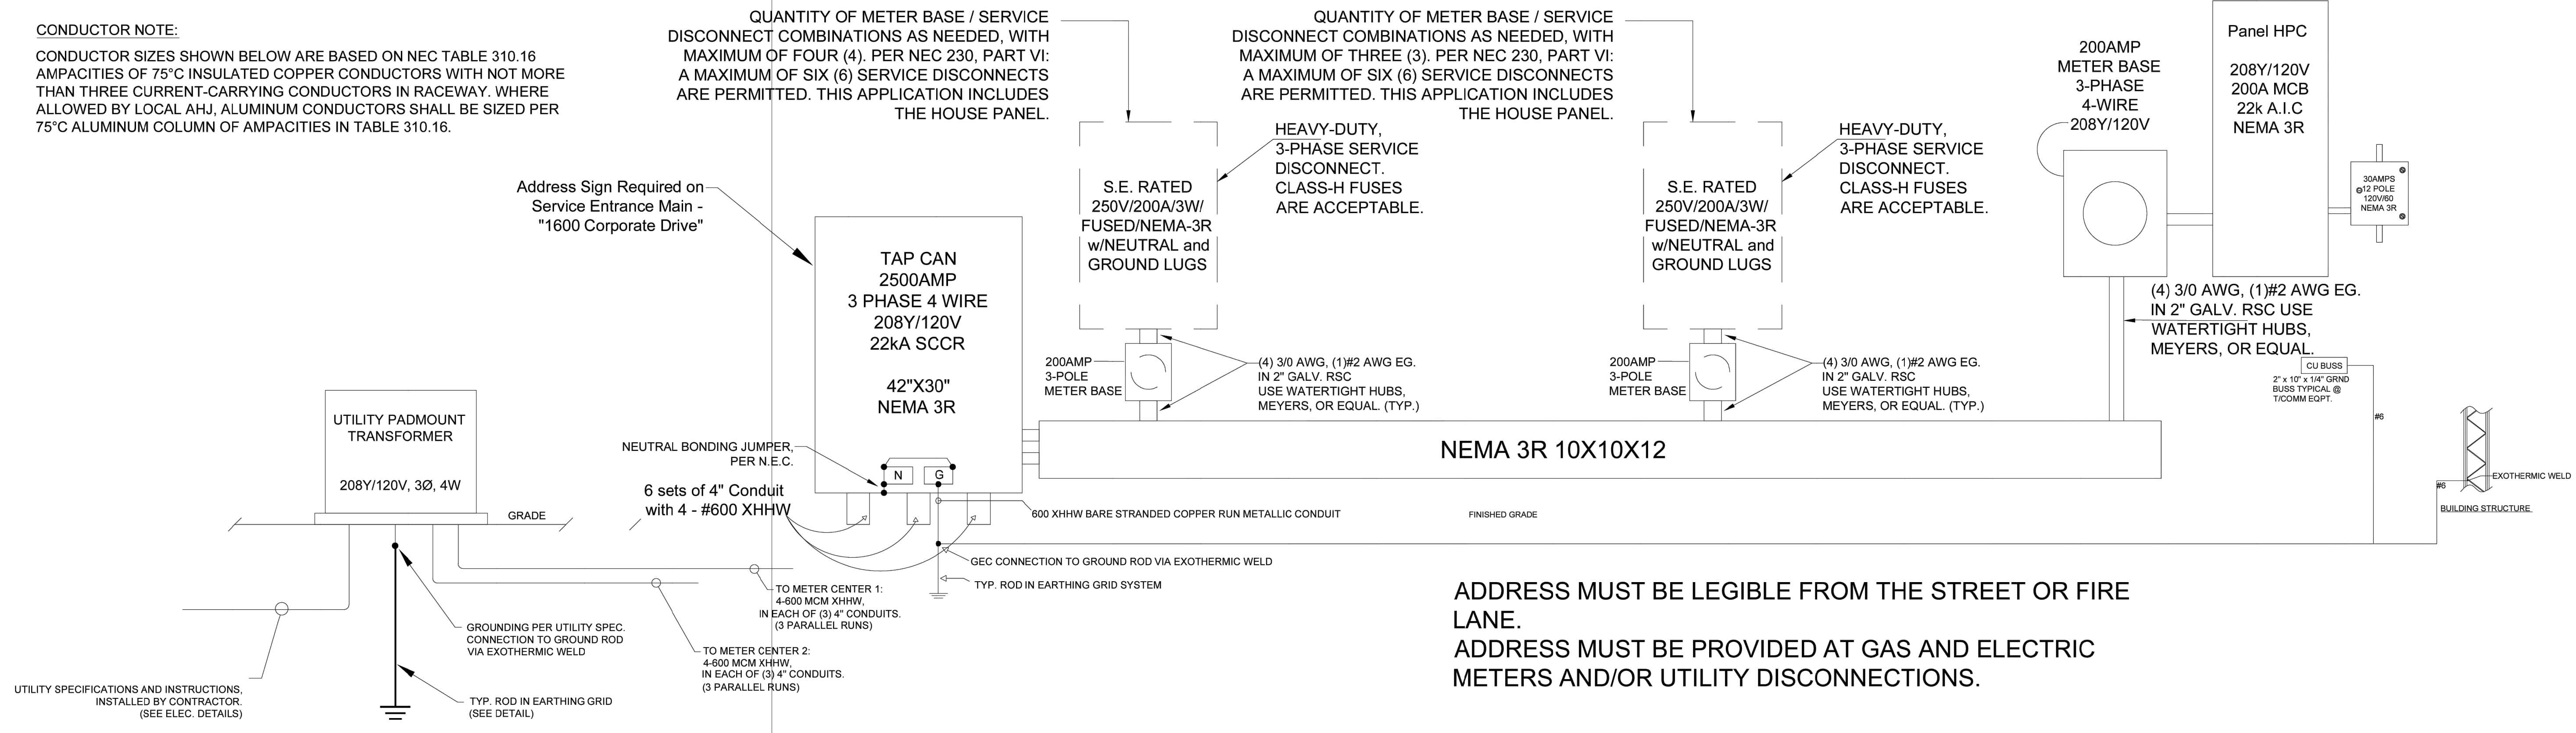 CONDUCTOR NOTE:
CONDUCTOR SIZES SHOWN BELOW ARE BASED ON NEC TABLE 310.16
AMPACITIES OF 75°C INSULATED COPPER CONDUCTORS WITH NOT MORE
THAN THREE CURRENT-CARRYING CONDUCTORS IN RACEWAY. WHERE
ALLOWED BY LOCAL AHJ, ALUMINUM CONDUCTORS SHALL BE SIZED PER
75°C ALUMINUM COLUMN OF AMPACITIES IN TABLE 310.16.
QUANTITY OF METER BASE / SERVICE
DISCONNECT COMBINATIONS AS NEEDED, WITH
MAXIMUM OF FOUR (4). PER NEC 230, PART VI:
A MAXIMUM OF SIX (6) SERVICE DISCONNECTS
ARE PERMITTED. THIS APPLICATION INCLUDES
THE HOUSE PANEL.
QUANTITY OF METER BASE / SERVICE
DISCONNECT COMBINATIONS AS NEEDED, WITH
MAXIMUM OF THREE (3). PER NEC 230, PART VI:
A MAXIMUM OF SIX (6) SERVICE DISCONNECTS
ARE PERMITTED. THIS APPLICATION INCLUDES
THE HOUSE PANEL.
200AMP
METER BASE
3-PHASE
4-WIRE
208Y/120V
Panel HPC
208Y/120V
200A MCB
22k A.I.C
NEMA 3R
30AMPS
12 POLE
120V/60
NEMA 3R
Address Sign Required on
Service Entrance Main -
"1600 Corporate Drive"
TAP CAN
2500AMP
3 PHASE 4 WIRE
208Y/120V
22kA SCCR
42"X30"
NEMA 3R
S.E. RATED
250V/200A/3W/
FUSED/NEMA-3R
w/NEUTRAL and
GROUND LUGS
HEAVY-DUTY,
3-PHASE SERVICE
DISCONNECT.
CLASS-H FUSES
ARE ACCEPTABLE.
S.E. RATED
250V/200A/3W/
FUSED/NEMA-3R
w/NEUTRAL and
GROUND LUGS
HEAVY-DUTY,
3-PHASE SERVICE
DISCONNECT.
CLASS-H FUSES
ARE ACCEPTABLE.
200AMP
3-POLE
METER BASE
(4) 3/0 AWG, (1)#2 AWG EG.
IN 2" GALV. RSC
USE WATERTIGHT HUBS,
MEYERS, OR EQUAL. (TYP.)
200AMP
3-POLE
METER BASE
(4) 3/0 AWG, (1)#2 AWG EG.
IN 2" GALV. RSC
USE WATERTIGHT HUBS,
MEYERS, OR EQUAL. (TYP.)
(4) 3/0 AWG, (1)#2 AWG EG.
IN 2" GALV. RSC USE
WATERTIGHT HUBS,
MEYERS, OR EQUAL.
CU BUSS
2" x 10" x 1/4" GRND
BUSS TYPICAL @
T/COMM EQPT.
#6
NEMA 3R 10X10X12
UTILITY PADMOUNT
TRANSFORMER
208Y/120V, 3Ø, 4W
GRADE
NEUTRAL BONDING JUMPER,
PER N.E.C.
N
G
6 sets of 4" Conduit
with 4 - #600 XHHW
600 XHHW BARE STRANDED COPPER RUN METALLIC CONDUIT
FINISHED GRADE
#6
EXOTHERMIC WELD
BUILDING STRUCTURE
GEC CONNECTION TO GROUND ROD VIA EXOTHERMIC WELD
TYP. ROD IN EARTHING GRID SYSTEM
TO METER CENTER 1:
4-600 MCM XHHW,
IN EACH OF (3) 4" CONDUITS.
(3 PARALLEL RUNS)
TO METER CENTER 2:
4-600 MCM XHHW,
IN EACH OF (3) 4" CONDUITS.
(3 PARALLEL RUNS)
GROUNDING PER UTILITY SPEC.
CONNECTION TO GROUND ROD
VIA EXOTHERMIC WELD
UTILITY SPECIFICATIONS AND INSTRUCTIONS,
INSTALLED BY CONTRACTOR.
(SEE ELEC. DETAILS)
TYP. ROD IN EARTHING GRID
(SEE DETAIL)
ADDRESS MUST BE LEGIBLE FROM THE STREET OR FIRE
LANE.
ADDRESS MUST BE PROVIDED AT GAS AND ELECTRIC
METERS AND/OR UTILITY DISCONNECTIONS.